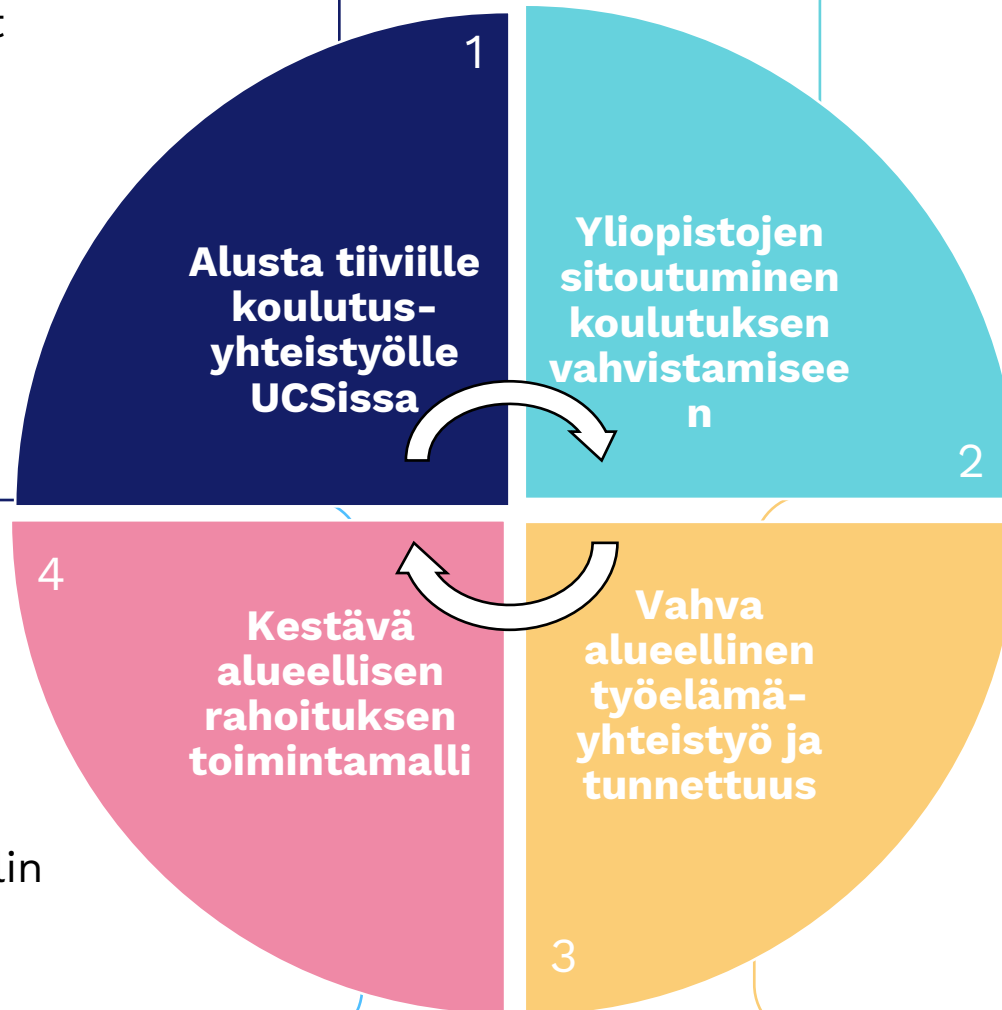 t
1
Alusta tiiviille
koulutus-
yhteistyölle
UCSissa
Yliopistojen
sitoutuminen
koulutuksen
vahvistamisee
n
2
4
Kestävä
alueellisen
rahoituksen
toimintamalli
Vahva
alueellinen
työelämä-
yhteistyö ja
tunnettuus
lin
3